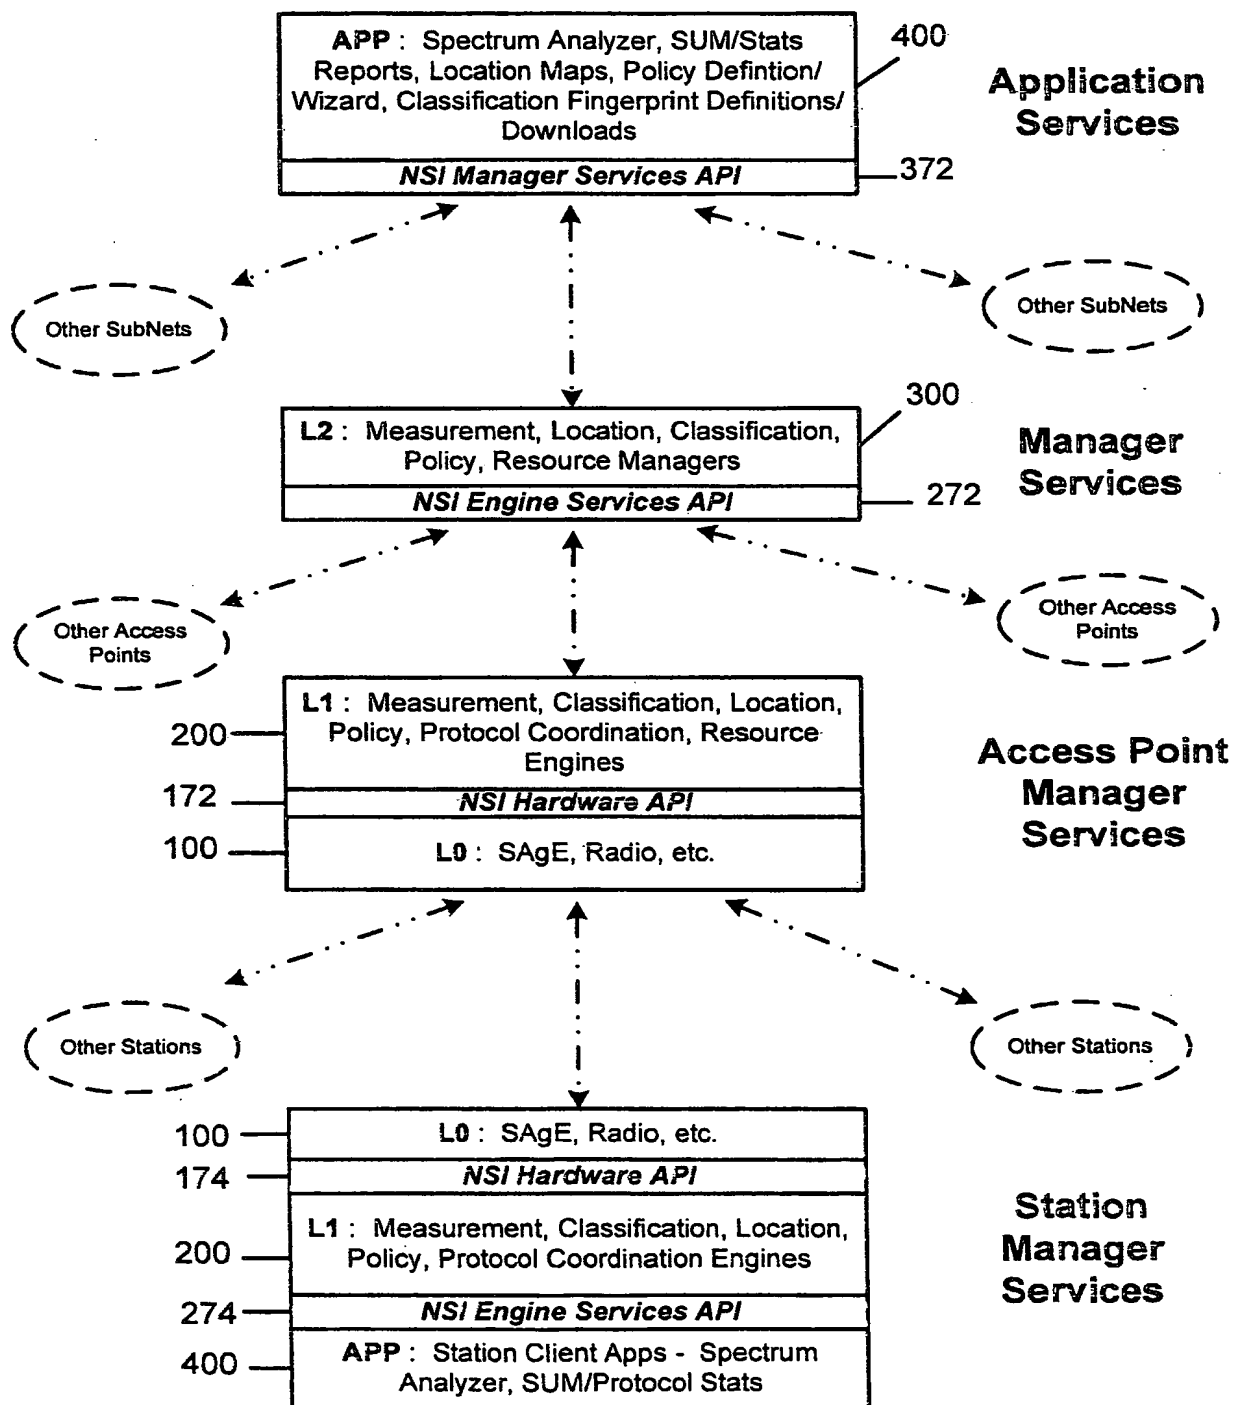 APP : Spectrum Analyzer, SUM/Stats
Reports, Location Maps, Policy Defintion/
Wizard, Classification Fingerprint Definitions/
Downloads
NSI Manager Services API
400
372
Application
Services
Other SubNets
Other SubNets
L2 : Measurement, Location, Classification,
Policy, Resource Managers
NSI Engine Services API
300
272
Manager
Services
Other Access
Points
Other Access
Points
L1 : Measurement, Classification, Location,
Policy, Protocol Coordination, Resource
Engines
NSI Hardware API
L0 : SAgE, Radio, etc.
200
172
100
Access Point
Manager
Services
Other Stations
Other Stations
100
174
200
274
400
L0 : SAgE, Radio, etc.
NSI Hardware API
L1 : Measurement, Classification, Location,
Policy, Protocol Coordination Engines
NSI Engine Services API
APP : Station Client Apps - Spectrum
Analyzer, SUM/Protocol Stats
Station
Manager
Services